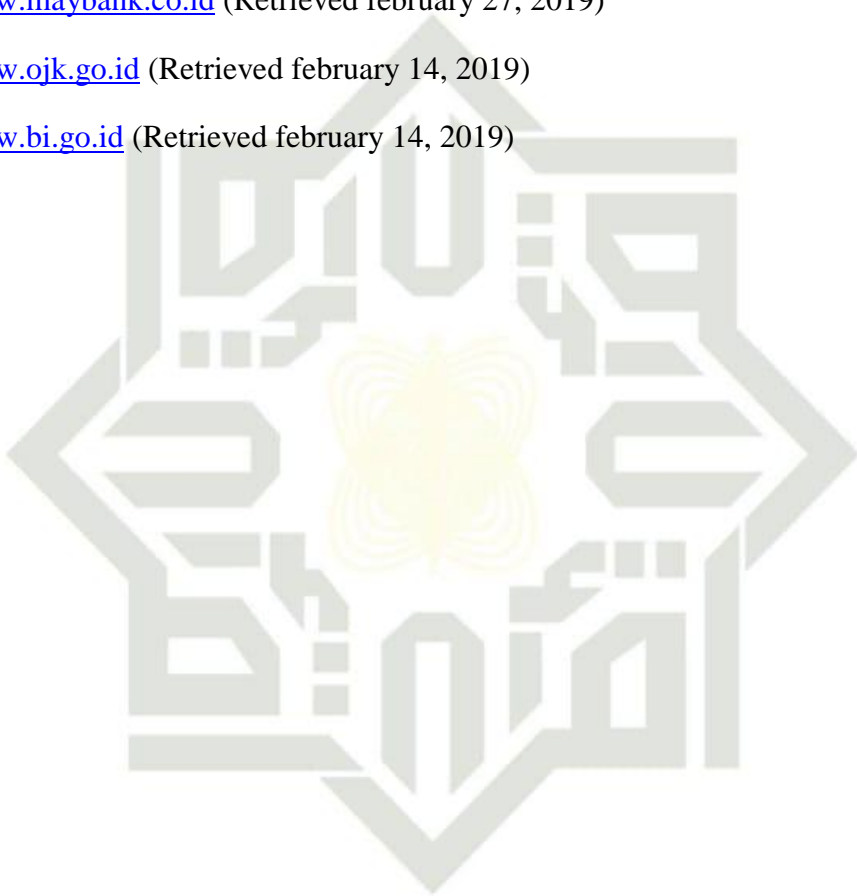 w.maybank.co.id (Retrieved february 27, 2019)
w.ojk.go.id (Retrieved february 14, 2019)
w.bi.go.id (Retrieved february 14, 2019)